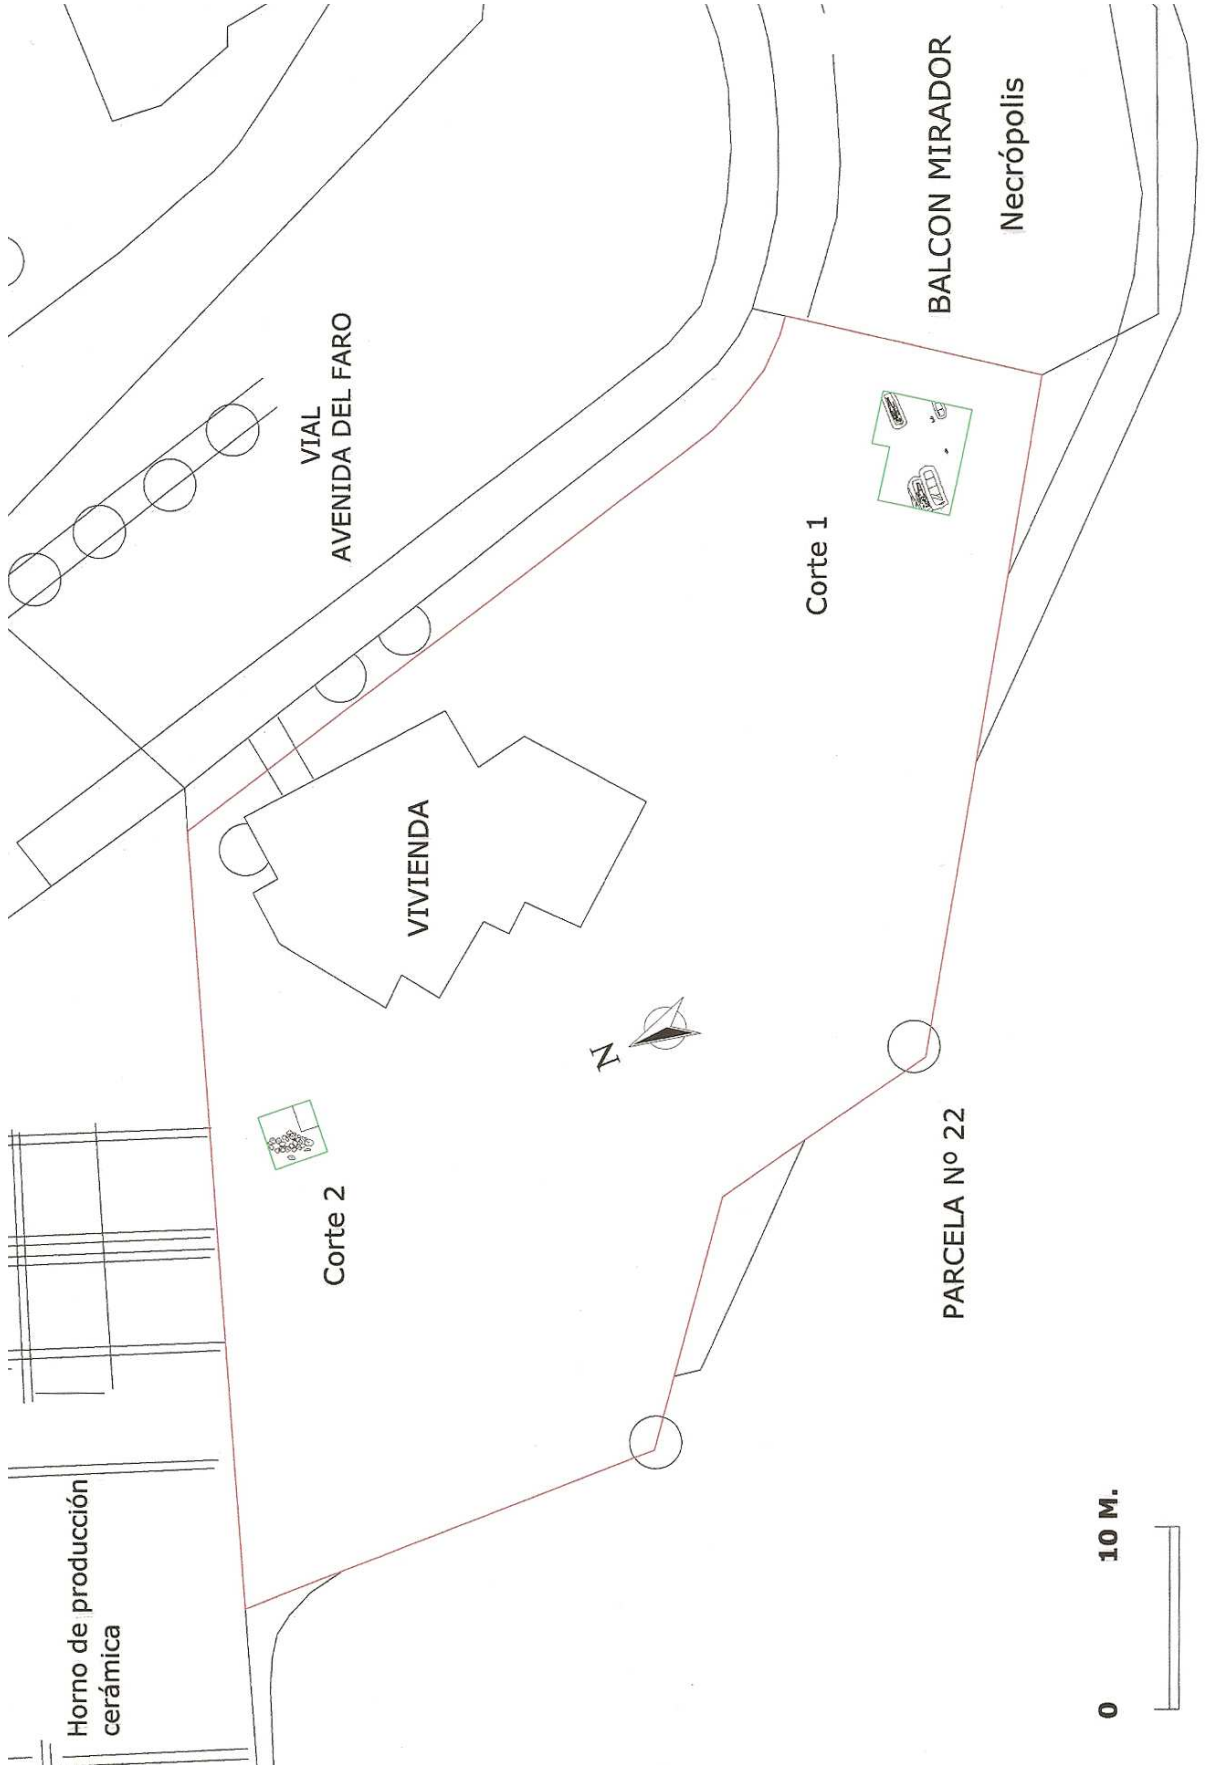 Horno de producción
cerámica
Corte 2
VIVIENDA
VIAL
AVENIDA DEL FARO
N
Corte 1
BALCON MIRADOR
Necrópolis
PARCELA Nº 22
0
10 M.